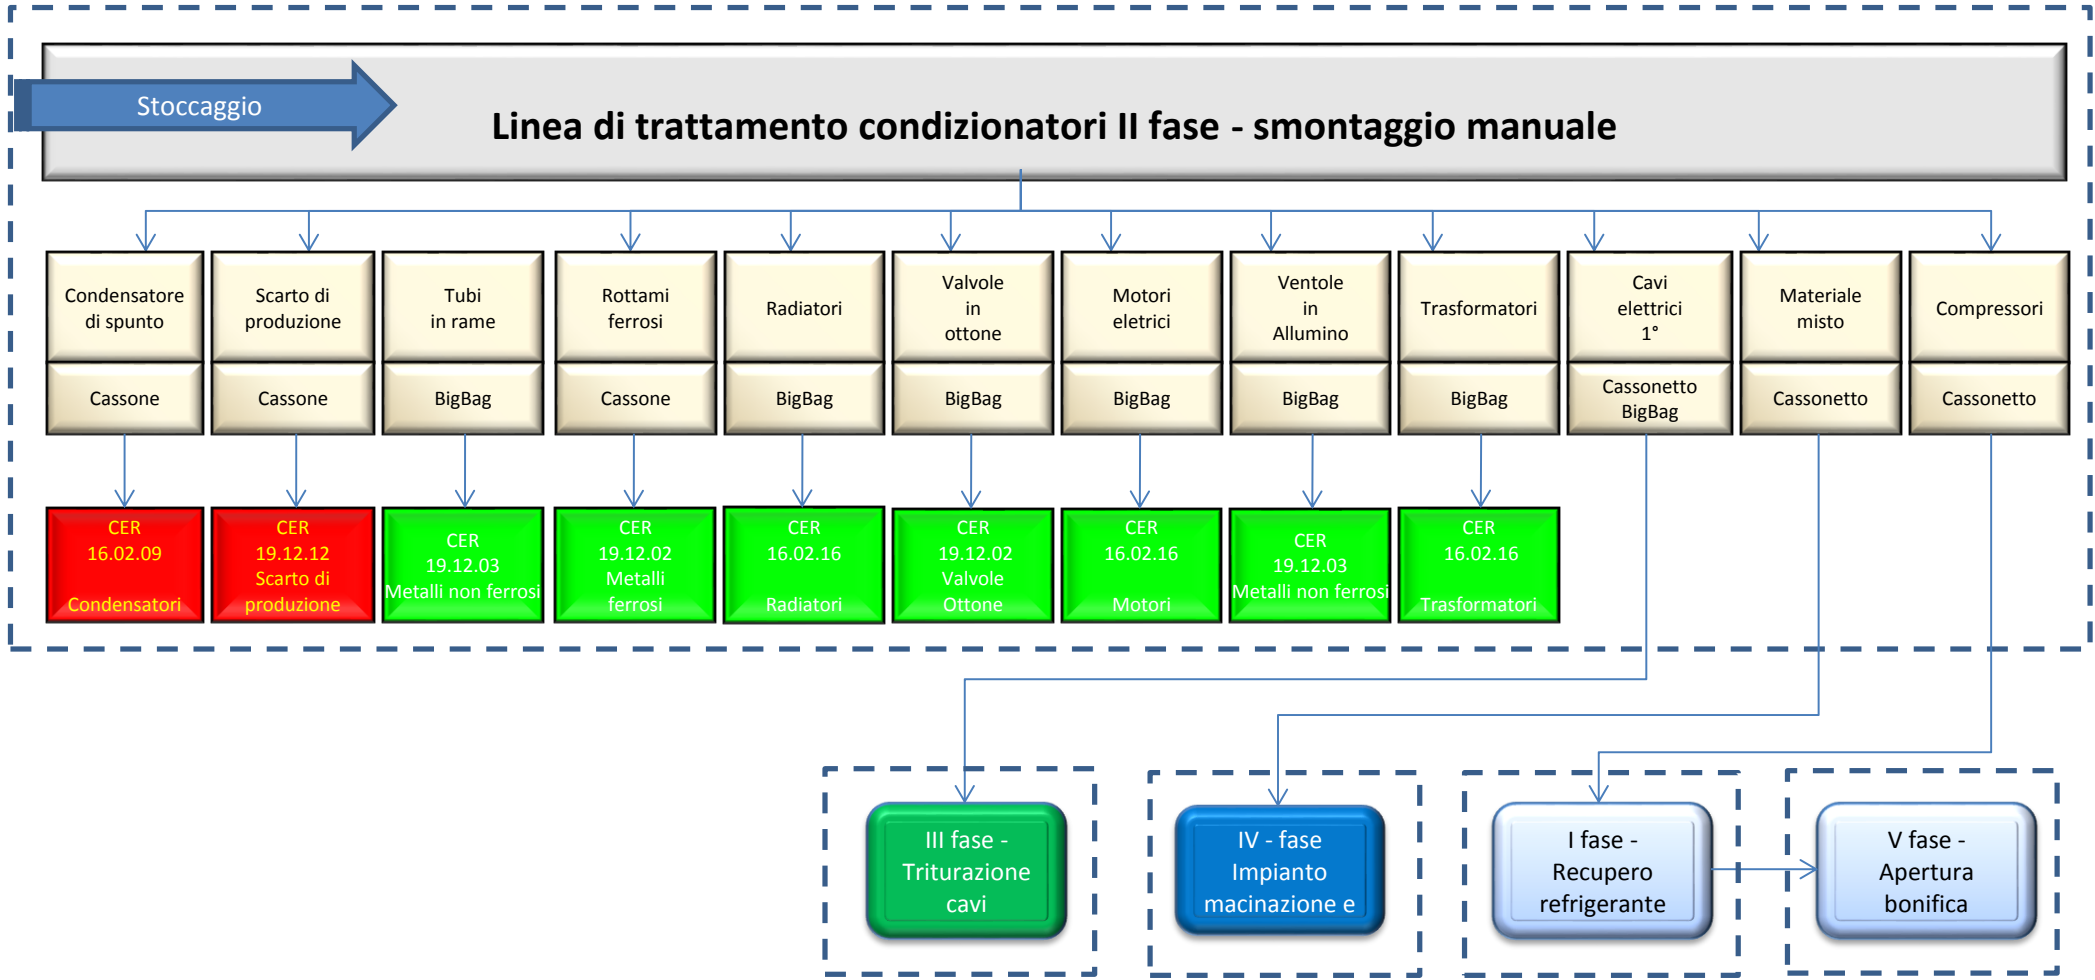 Stoccaggio
Linea di trattamento condizionatori II fase - smontaggio manuale
Condensatore
di spunto
Scarto di
produzione
Tubi
in rame
Rottami
ferrosi
Radiatori
Valvole
in
ottone
Motori
eletrici
Ventole
in
Allumino
Trasformatori
Cavi
elettrici
1°
Materiale
misto
Compressori
Cassone
Cassone
BigBag
Cassone
BigBag
BigBag
BigBag
BigBag
BigBag
Cassonetto
BigBag
Cassonetto
Cassonetto
CER
16.02.09
Condensatori
CER
19.12.12
Scarto di
produzione
CER
19.12.03
Metalli non ferrosi
CER
19.12.02
Metalli
ferrosi
CER
16.02.16
Radiatori
CER
19.12.02
Valvole
Ottone
CER
16.02.16
Motori
CER
19.12.03
Metalli non ferrosi
CER
16.02.16
Trasformatori
III fase -
Triturazione
cavi
IV - fase
Impianto
macinazione e
I fase -
Recupero
refrigerante
V fase -
Apertura
bonifica